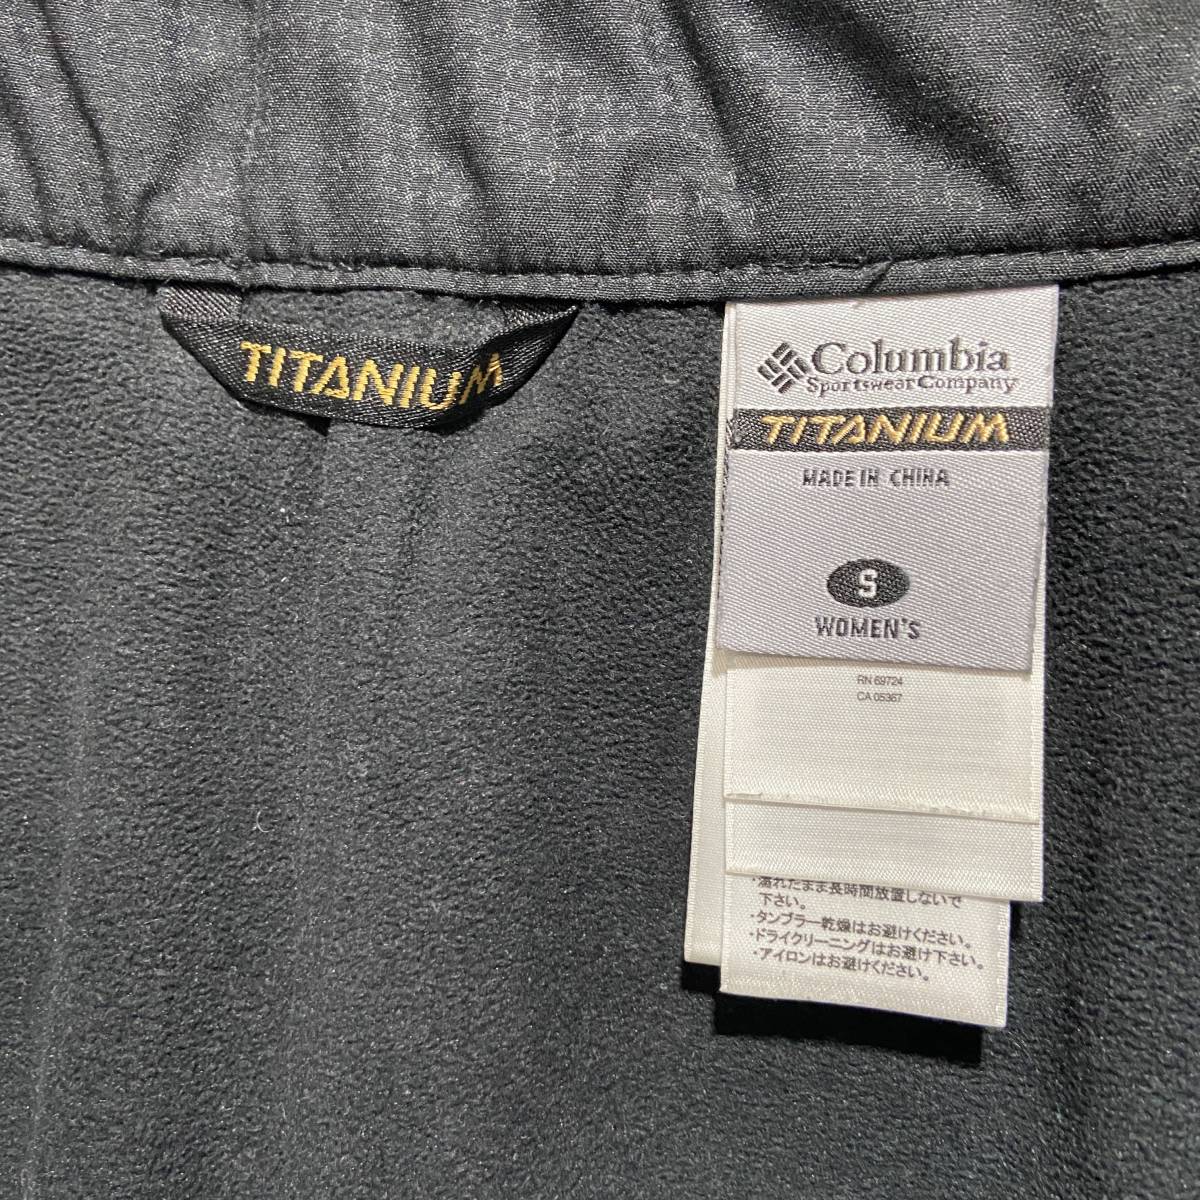 TITANIUM
Columbia
Sportswear Company
TITANIUM
MADE IN CHINA
S
WOMEN'S
RN 69724
CA 05367
・濡れたまま長時間放置しないで
下さい。
・タンブラー乾燥はお避けください。
・ドライクリーニングはお避け下さい。
・アイロンはお避けください。